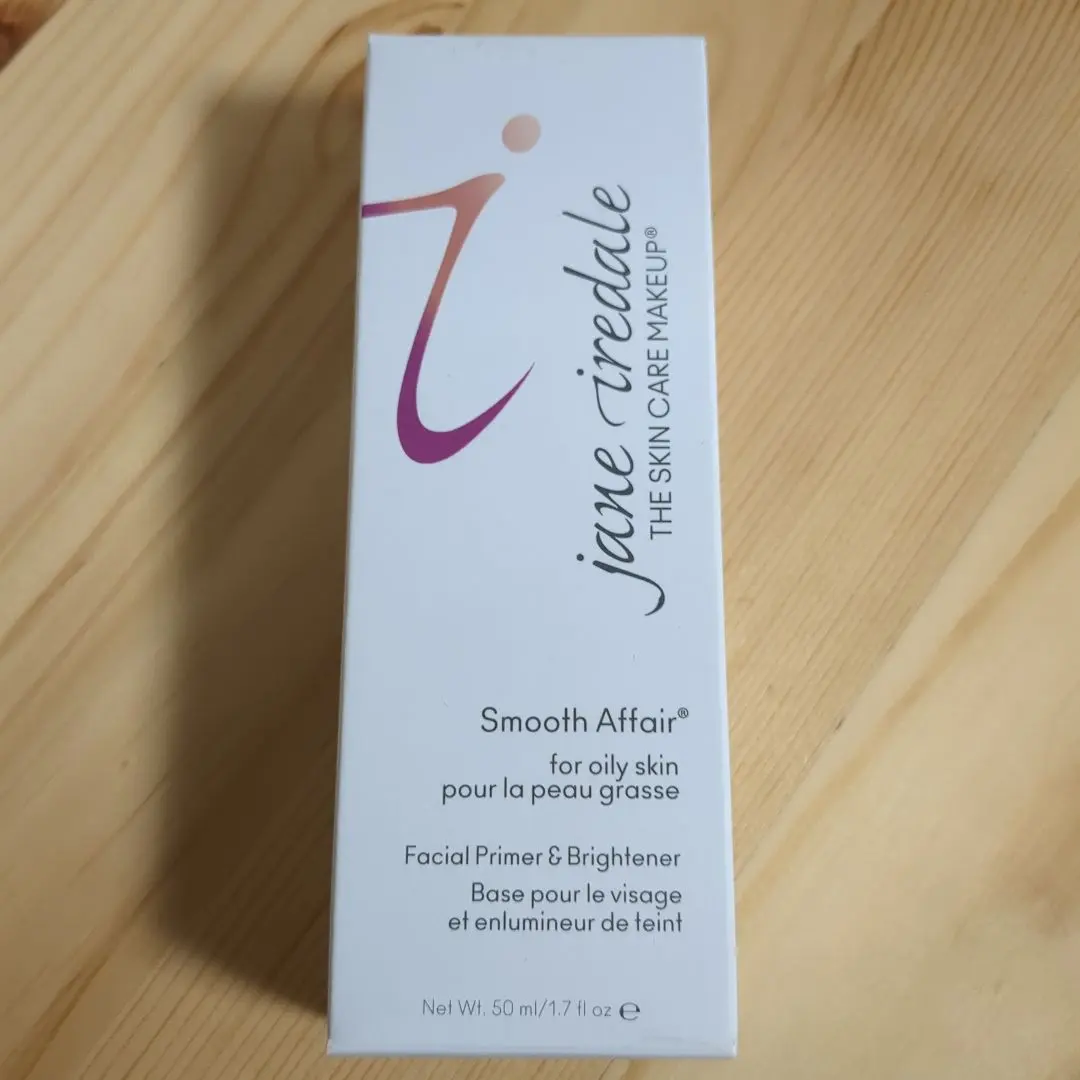 jane iredale
THE SKIN CARE MAKEUP®
Smooth Affair®
for oily skin
pour la peau grasse
Facial Primer & Brightener
Base pour le visage
et enlumineur de teint
Net Wt. 50 ml/1.7 fl oz ℮